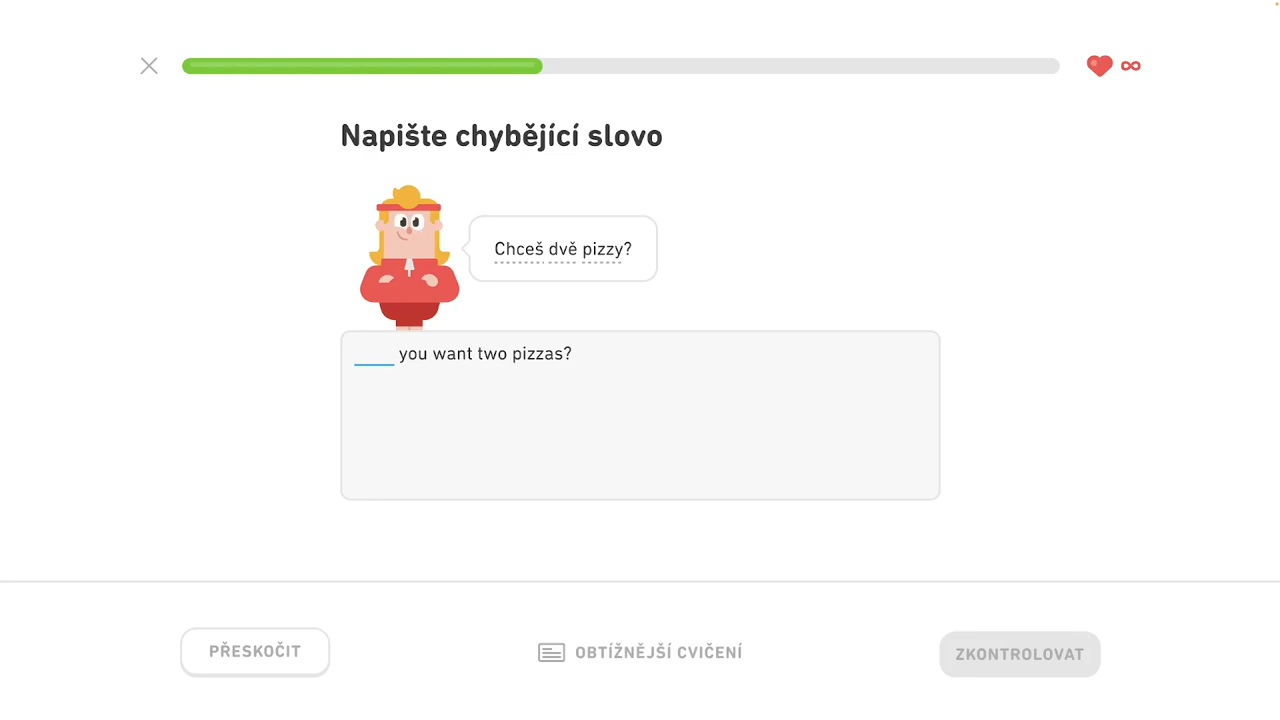 ∞
Napište chybějící slovo
Chceš dvě pizzy?
____ you want two pizzas?
PŘESKOČIT
OBTÍŽNĚJŠÍ CVIČENÍ
ZKONTROLOVAT